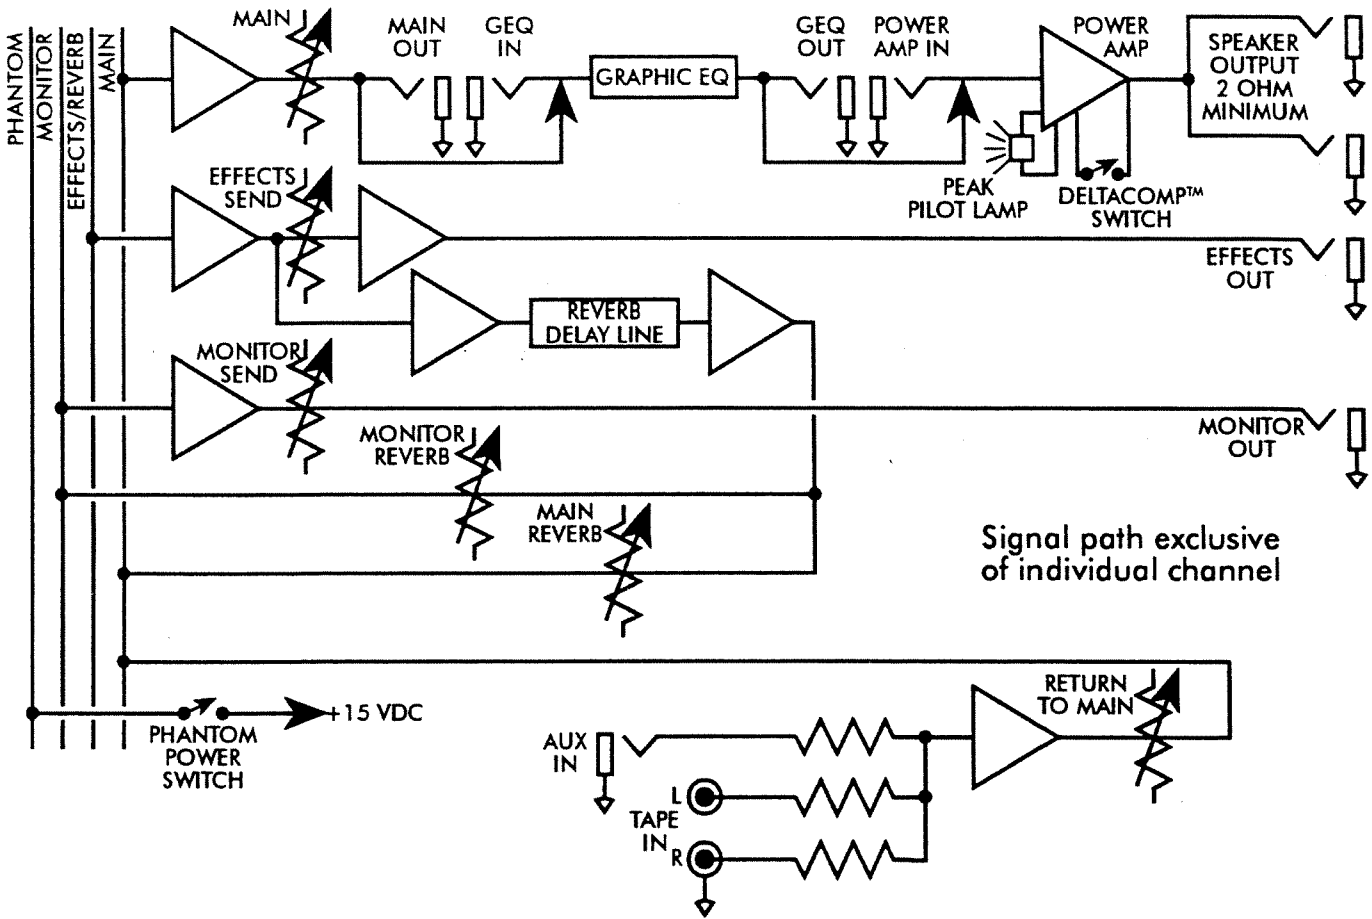 PHANTOM
MONITOR
EFFECTS/REVERB
MAIN
MAIN
MAIN
OUT
GEQ
IN
GRAPHIC EQ
GEQ
OUT
POWER
AMP IN
POWER
AMP
SPEAKER
OUTPUT
2 OHM
MINIMUM
PEAK
PILOT LAMP
DELTACOMP™
SWITCH
EFFECTS
SEND
EFFECTS
OUT
REVERB
DELAY LINE
MONITOR
SEND
MONITOR
OUT
MONITOR
REVERB
MAIN
REVERB
Signal path exclusive
of individual channel
RETURN
TO MAIN
+15 VDC
PHANTOM
POWER
SWITCH
AUX
IN
L
TAPE
IN
R